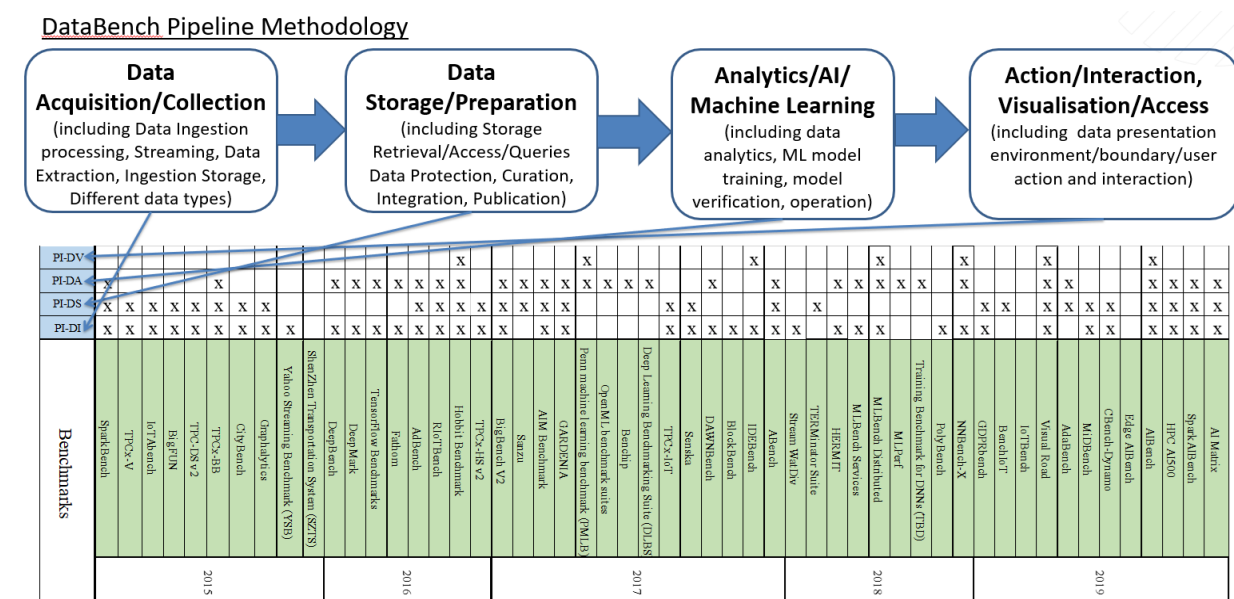 DataBench Pipeline Methodology
Data
Acquisition/Collection
(including Data Ingestion
processing, Streaming, Data
Extraction, Ingestion Storage,
Different data types)
Data
Storage/Preparation
(including Storage
Retrieval/Access/Queries
Data Protection, Curation,
Integration, Publication)
Analytics/AI/
Machine Learning
(including data
analytics, ML model
training, model
verification, operation)
Action/Interaction,
Visualisation/Access
(including data presentation
environment/boundary/user
action and interaction)
PI-DV x x x x x x x
PI-DA x x x x x x x x x x x x x x x x x x x x x x x x x x x x x x
PI-DS x x x x x x x x x x x x x x x x x x x x x x x x x x x x
PI-DI x x x x x x x x x x x x x x x x x x x x x x x x x x x x x x x x x x x x x x
Benchmarks
SparkBench
TPCx-V
IoTAbench
BigFUN
TPC-DS v2
TPCx-BB
CityBench
Graphalytics
Yahoo Streaming Benchmark (YSB)
ShenZhen Transportation System (SZTS)
DeepBench
DeepMark
Tensorflow Benchmarks
Fathom
AdBench
RIoTBench
Hobbit Benchmark
TPCx-HS v2
BigBench V2
Sanzu
AIM Benchmark
GARDENIA
Penn machine learning benchmark (PMLB)
OpenML benchmark suites
Benchip
Deep Learning Benchmarking Suite (DLBS
TPCx-IoT
Senska
DAWNBench
BlockBench
IDEBench
ABench
Stream WatDiv
TERMinator Suite
HERMIT
MLBench Services
MLBench Distributed
MLPerf
Training Benchmark for DNNs (TBD)
PolyBench
NNBench-X
GDPRbench
BenchIoT
IoTBench
Visual Road
AdaBench
MiDBench
CBench-Dynamo
Edge AIBench
AIBench
HPC AI500
SparkAIBench
AI Matrix
2015
2016
2017
2018
2019